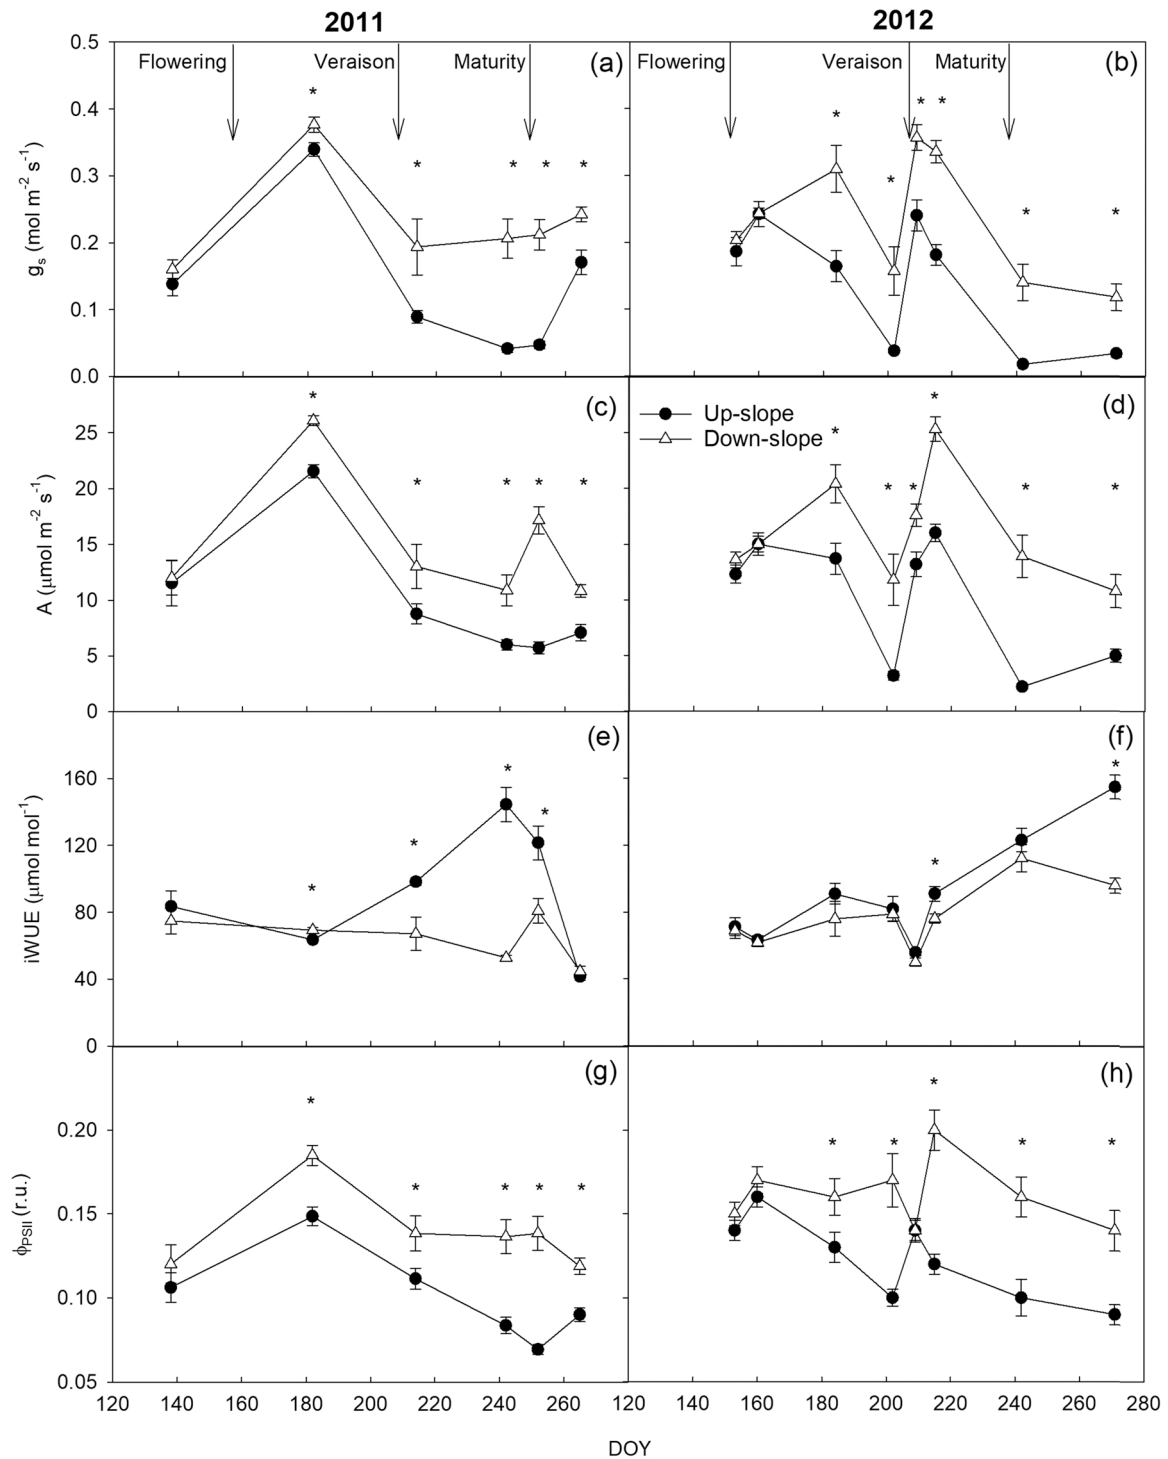 2011
2012
0.5
Flowering
Veraison
Maturity
(a)
Flowering
Veraison
Maturity
(b)
0.4
*
* * *
0.3
* * * * *
*
* *
0.2
0.1
0.0
gs (mol m-2 s-1)
(c)
Up-slope
Down-slope
(d)
25
*
* *
20
* * * *
* * * *
15
10
5
0
A (μmol m-2 s-1)
(e)
(f)
160
* *
* *
120
* *
*
80
40
0
iWUE (μmol mol-1)
(g)
(h)
0.20
* *
* * * *
0.15
* * * *
0.10
0.05
ϕPSII (r.u.)
120 140 160 180 200 220 240 260 120 140 160 180 200 220 240 260 280
DOY